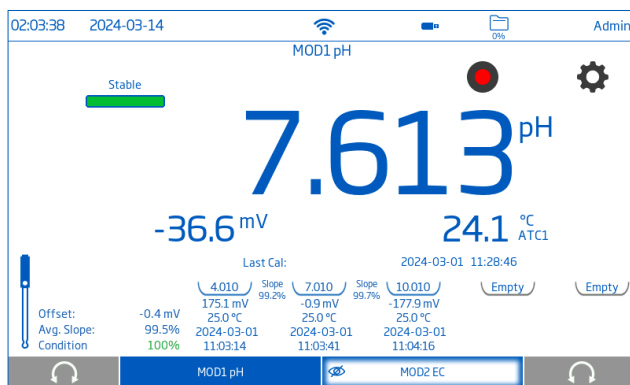 02:03:38 2024-03-14 0% Admin
MOD1 pH
Stable
7.613 pH
-36.6 mV 24.1 °C ATC1
Last Cal: 2024-03-01 11:28:46
4.010 Slope 99.2% 7.010 Slope 99.7% 10.010 Empty Empty
175.1 mV -0.9 mV -177.9 mV
Offset: -0.4 mV 25.0 °C 25.0 °C 25.0 °C
Avg. Slope: 99.5% 2024-03-01 2024-03-01 2024-03-01
Condition 100% 11:03:14 11:03:41 11:04:16
MOD1 pH MOD2 EC